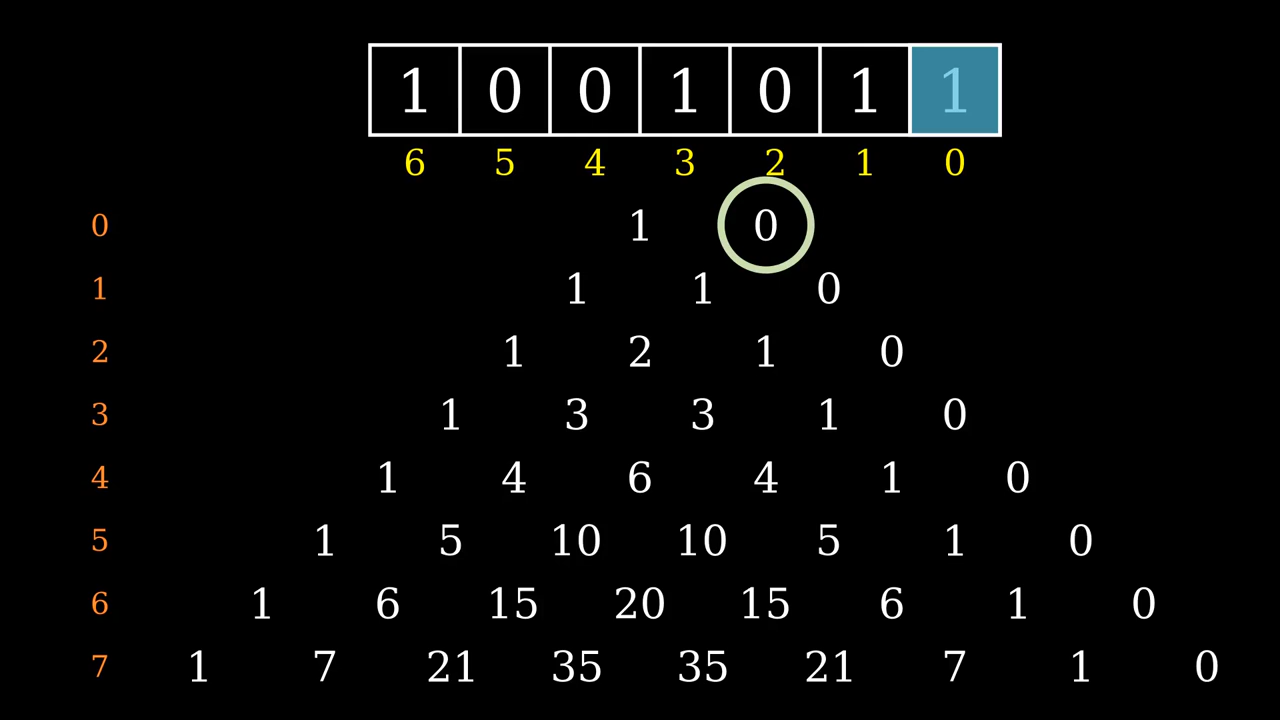 1 0 0 1 0 1 1
6 5 4 3 2 1 0
0 1 0
1 1 1 0
2 1 2 1 0
3 1 3 3 1 0
4 1 4 6 4 1 0
5 1 5 10 10 5 1 0
6 1 6 15 20 15 6 1 0
7 1 7 21 35 35 21 7 1 0